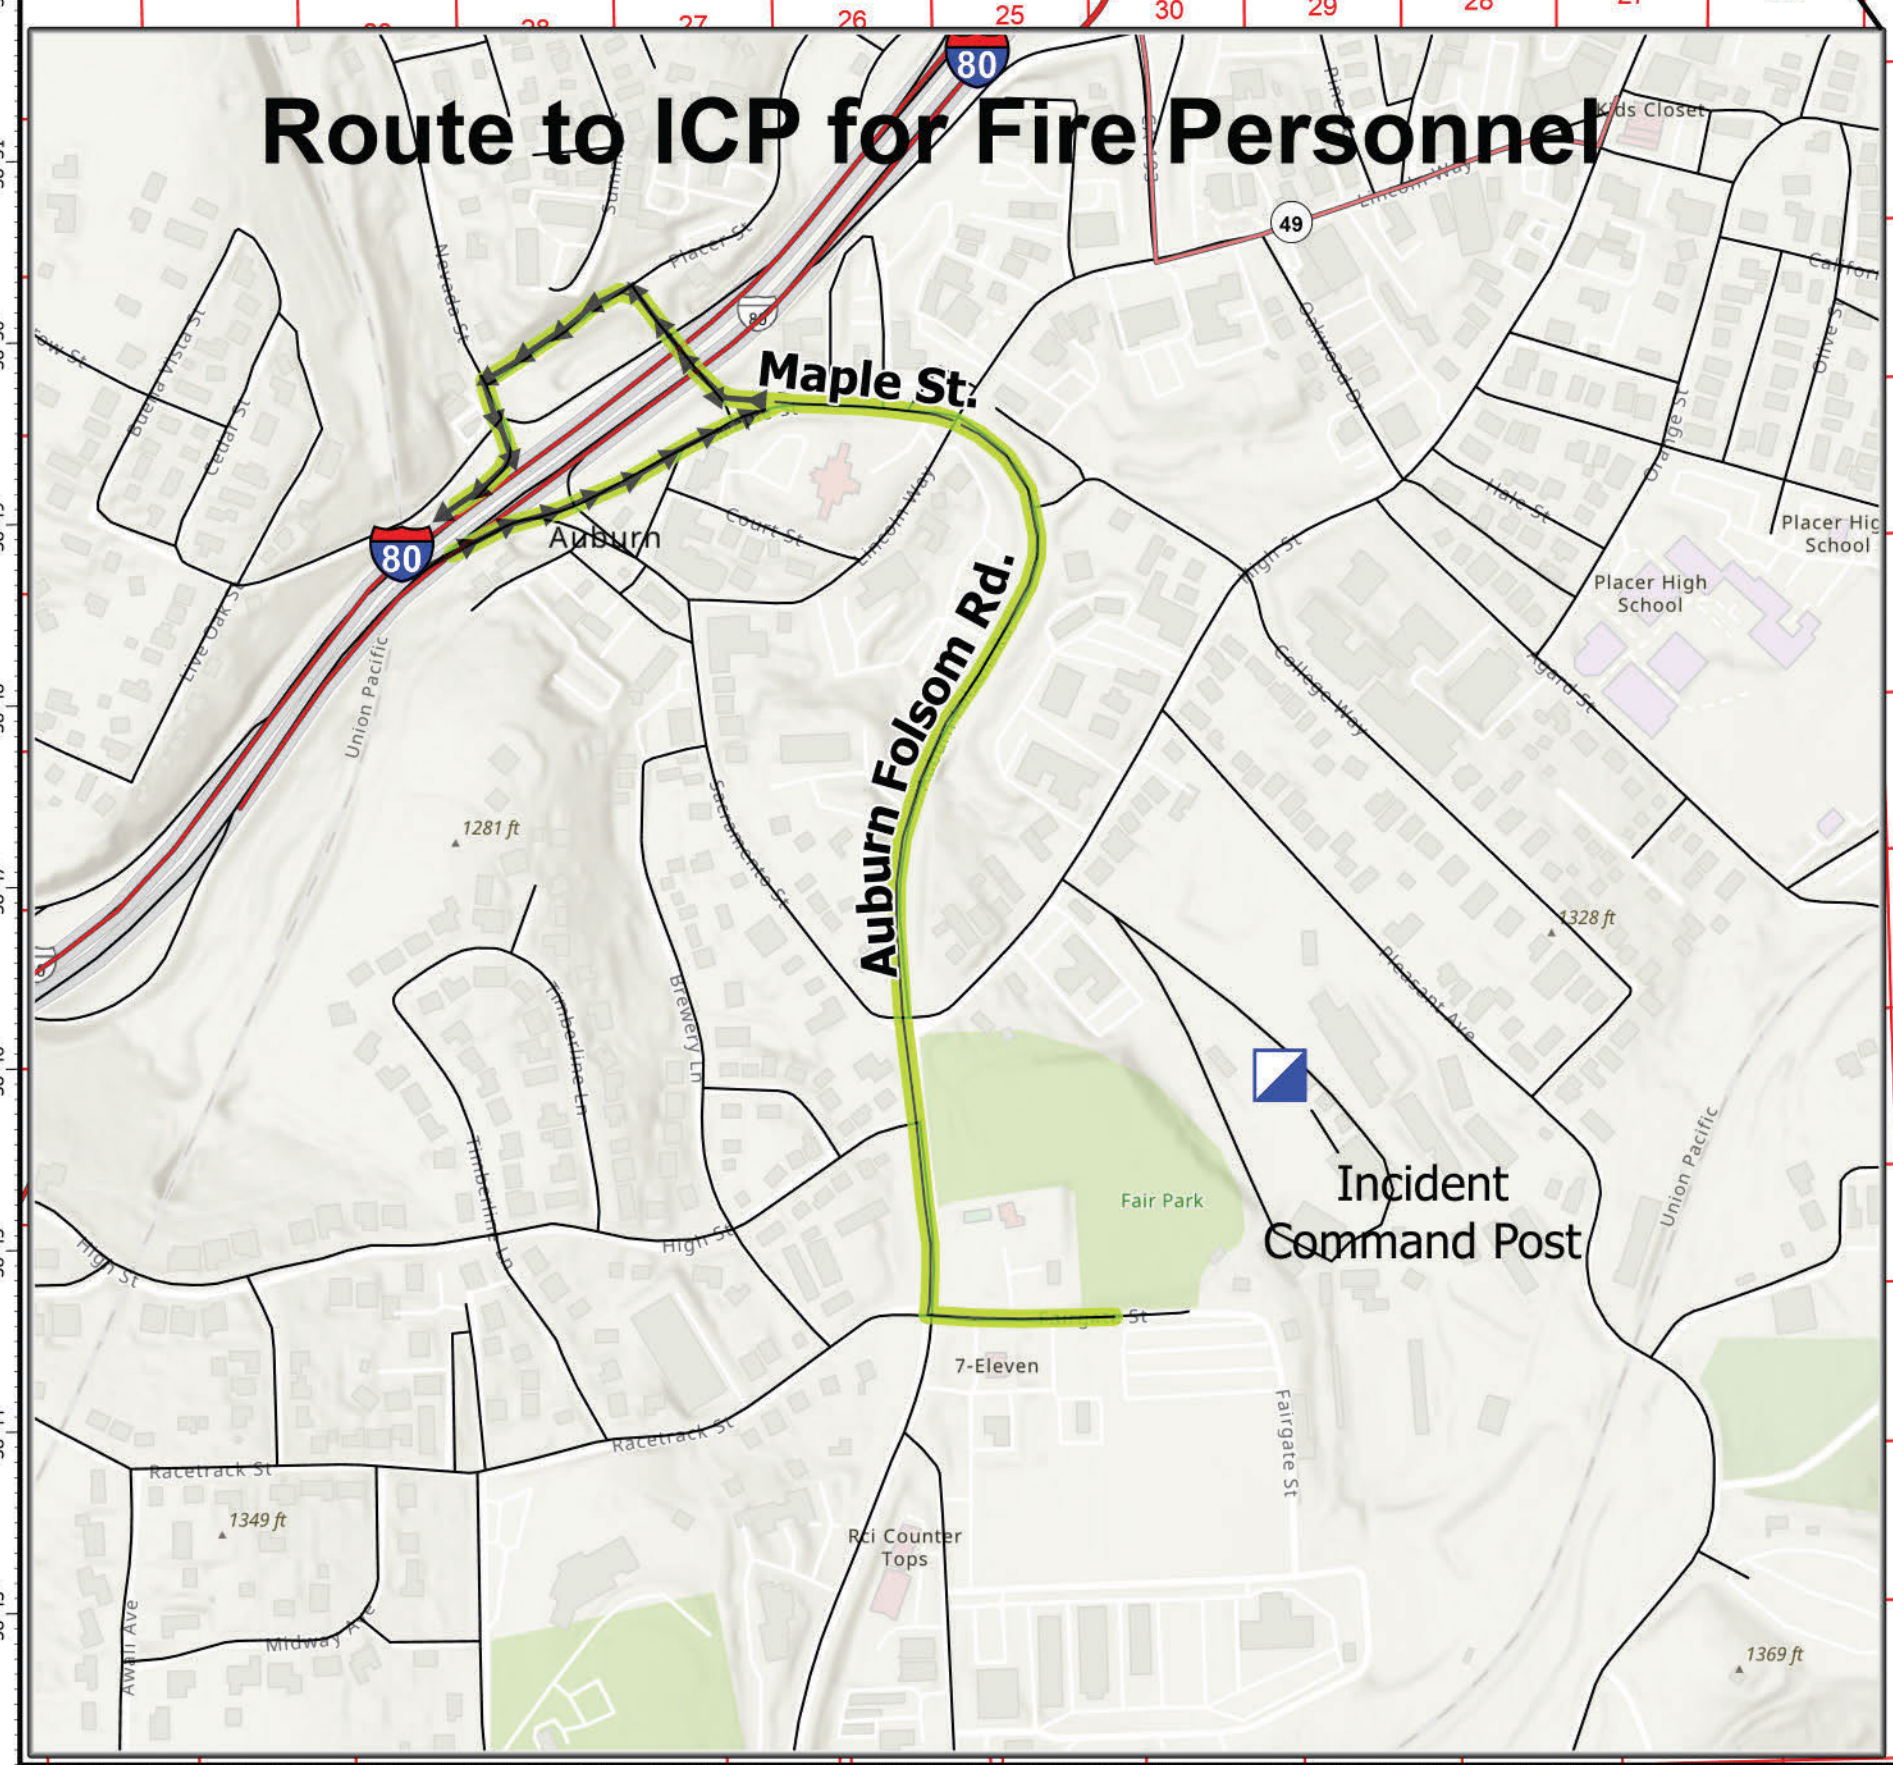 27
26
25
30
29
28
80
Route to ICP for Fire Personnel
Kids Closet
Lincoln Way
49
Placer St
Nevada St
80
Buena Vista St
Cedar St
Oakwood Dr
Olive St
Orange St
Maple St.
Hale St
Placer High
School
Court St
Lincoln Way
Auburn
80
High St
Placer High
School
Live Oak St
Union Pacific
Auburn Folsom Rd.
College Way
Agard St
1281 ft
Sacramento St
1328 ft
Pleasant Ave
Timberline Ln
Brewery Ln
Union Pacific
Timberline Ln
Incident
Command Post
Fair Park
High St
High St
Fairgate St
7-Eleven
Fairgate St
Racetrack St
Racetrack St
1349 ft
Rci Counter
Tops
Awali Ave
Midway Ave
1369 ft